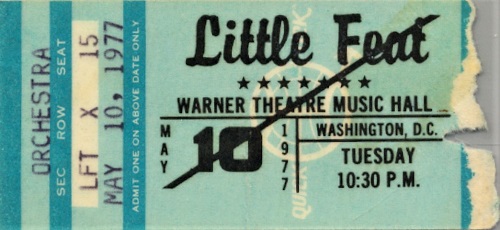 ORCHESTRA
SEC ROW SEAT
LFT X 15
MAY 10, 1977
ADMIT ONE ON ABOVE DATE ONLY
Little Feat
★★★★★★★
WARNER THEATRE MUSIC HALL
MAY
10
1977
WASHINGTON, D.C.
TUESDAY
10:30 P.M.